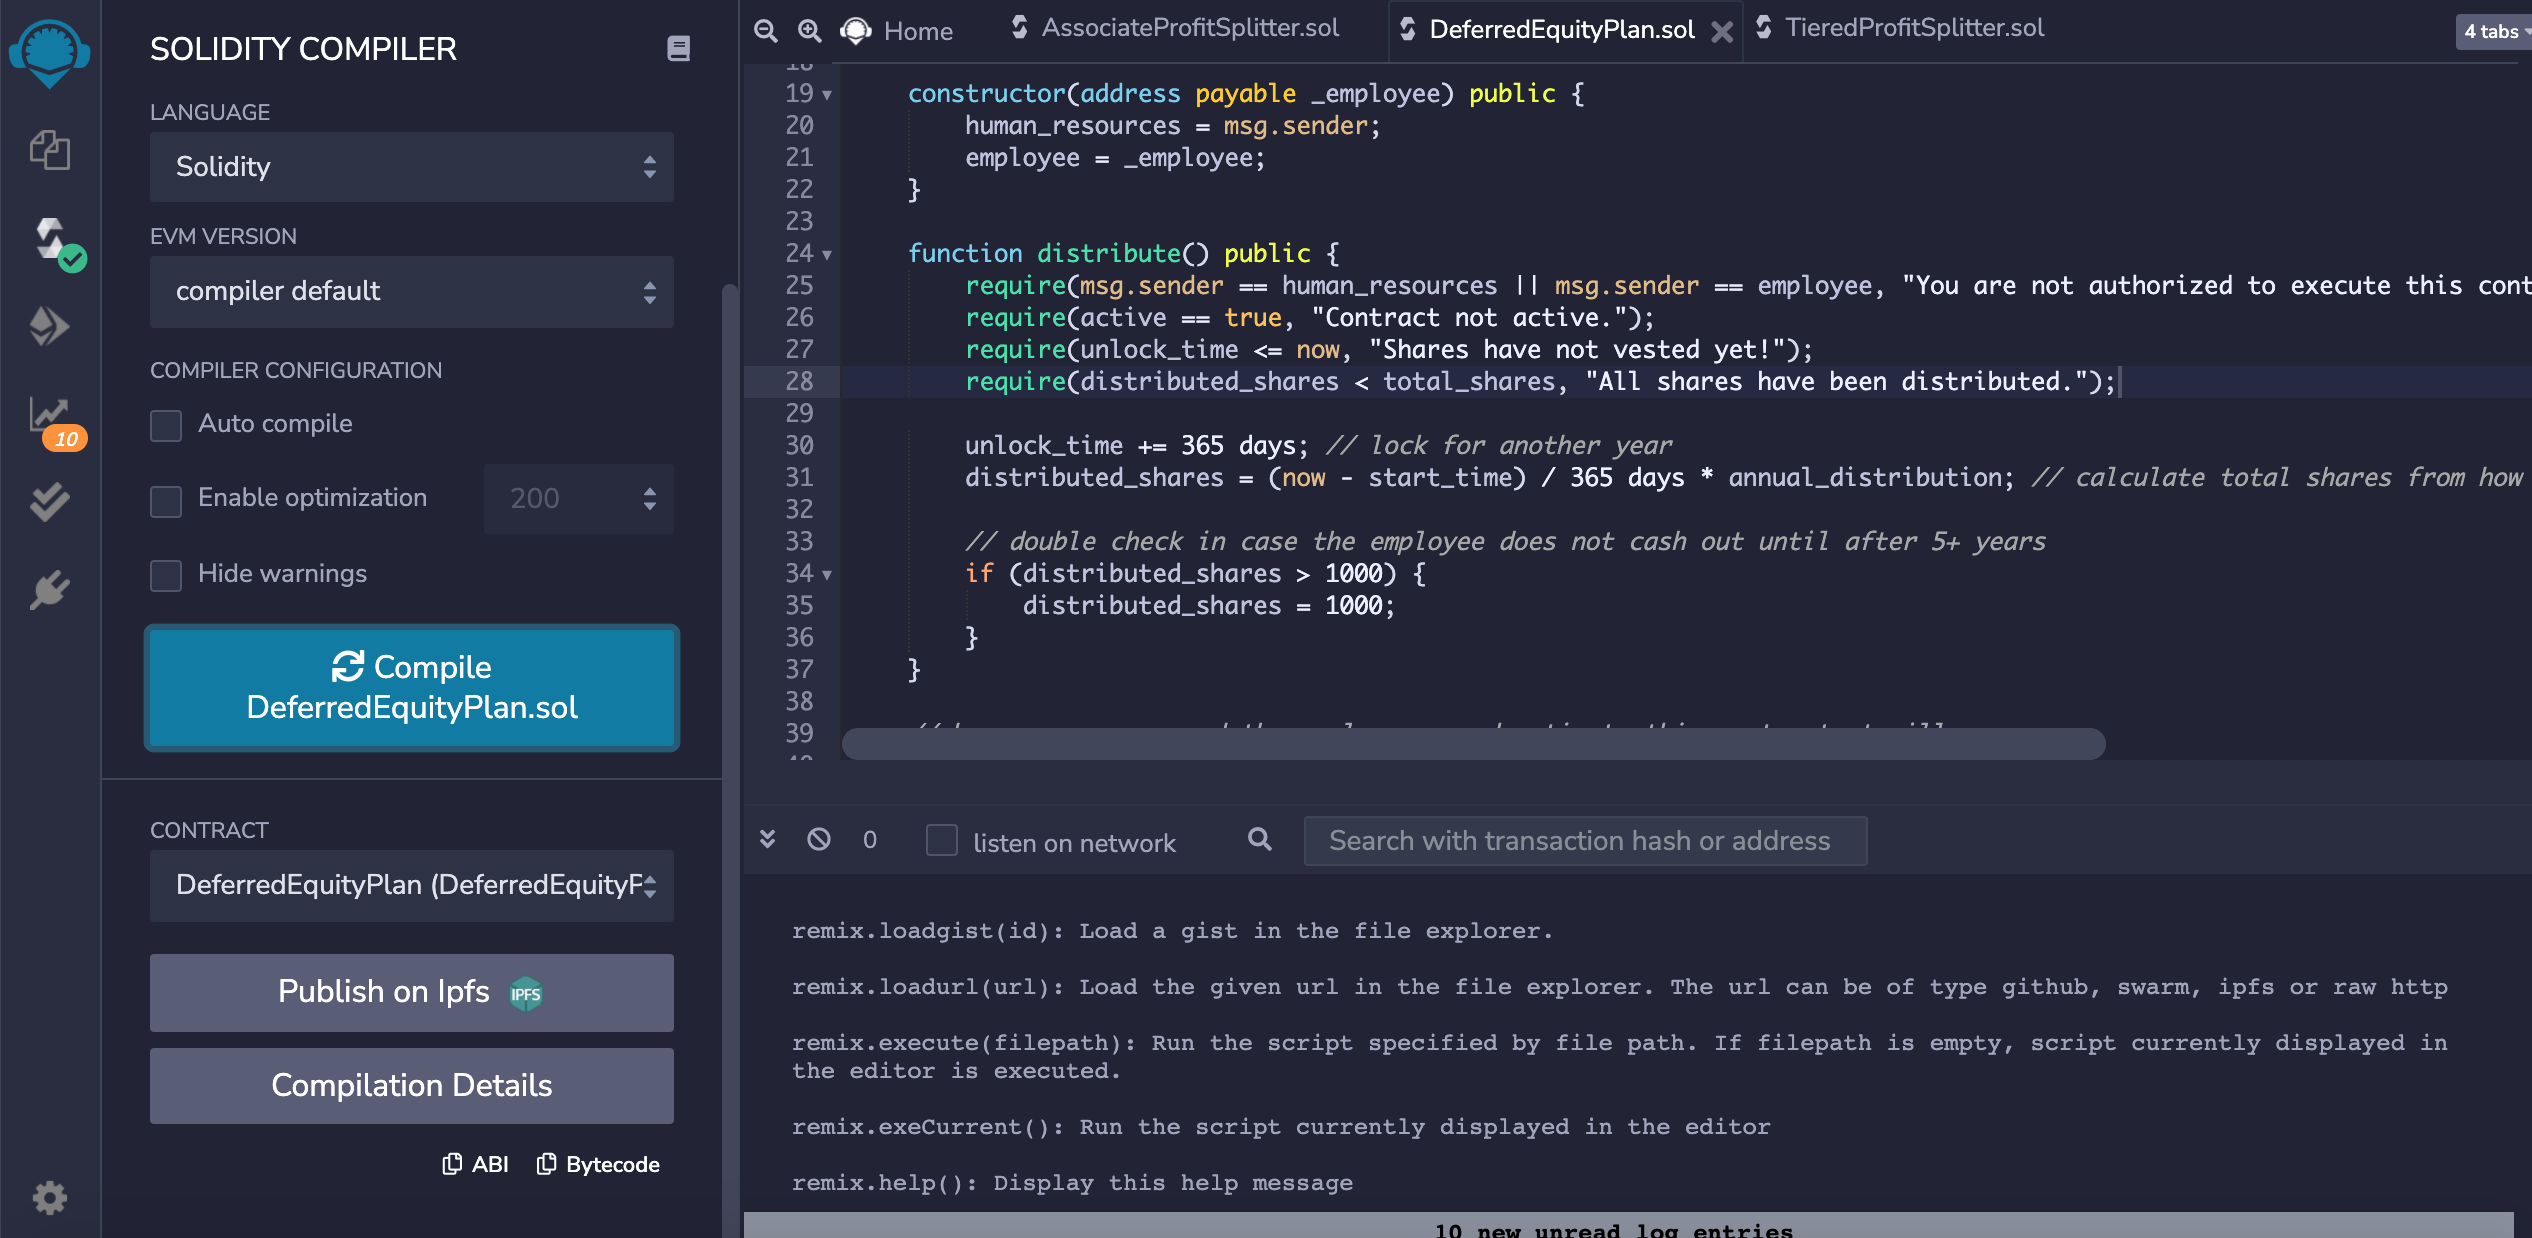 SOLIDITY COMPILER
LANGUAGE
Solidity
EVM VERSION
compiler default
COMPILER CONFIGURATION
Auto compile
Enable optimization 200
Hide warnings
Compile
DeferredEquityPlan.sol
CONTRACT
DeferredEquityPlan (DeferredEquityP
Publish on Ipfs IPFS
Compilation Details
ABI Bytecode
10
Home AssociateProfitSplitter.sol DeferredEquityPlan.sol TieredProfitSplitter.sol 4 tabs
18
19 constructor(address payable _employee) public {
20 human_resources = msg.sender;
21 employee = _employee;
22 }
23
24 function distribute() public {
25 require(msg.sender == human_resources || msg.sender == employee, "You are not authorized to execute this cont
26 require(active == true, "Contract not active.");
27 require(unlock_time <= now, "Shares have not vested yet!");
28 require(distributed_shares < total_shares, "All shares have been distributed.");
29
30 unlock_time += 365 days; // lock for another year
31 distributed_shares = (now - start_time) / 365 days * annual_distribution; // calculate total shares from how
32
33 // double check in case the employee does not cash out until after 5+ years
34 if (distributed_shares > 1000) {
35 distributed_shares = 1000;
36 }
37 }
38
39
0 listen on network Search with transaction hash or address
remix.loadgist(id): Load a gist in the file explorer.
remix.loadurl(url): Load the given url in the file explorer. The url can be of type github, swarm, ipfs or raw http
remix.execute(filepath): Run the script specified by file path. If filepath is empty, script currently displayed in
the editor is executed.
remix.exeCurrent(): Run the script currently displayed in the editor
remix.help(): Display this help message
10 new unread log entries